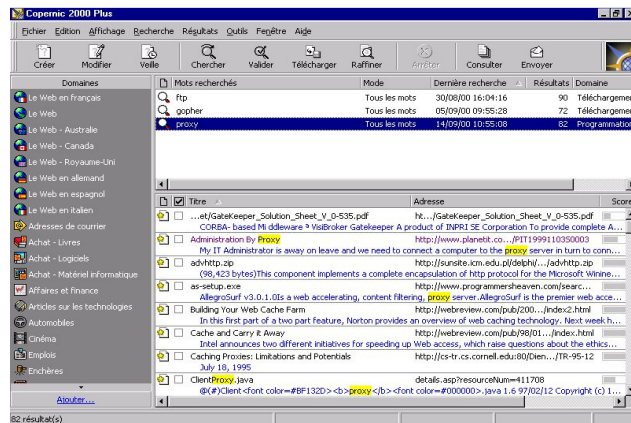 Copernic 2000 Plus
Fichier Edition Affichage Recherche Résultats Outils Fenêtre Aide
Créer Modifier Veille Chercher Valider Télécharger Raffiner Arrêter Consulter Envoyer
Domaines
Le Web en français
Le Web
Le Web - Australie
Le Web - Canada
Le Web - Royaume-Uni
Le Web en allemand
Le Web en espagnol
Le Web en italien
Adresses de courrier
Achat - Livres
Achat - Logiciels
Achat - Matériel informatique
Affaires et finance
Articles sur les technologies
Automobiles
Cinéma
Emplois
Enchères
Ajouter...
Mots recherchés Mode Dernière recherche Résultats Domaine
ftp Tous les mots 30/08/00 16:04:16 90 Téléchargemen
gopher Tous les mots 05/09/00 09:55:28 72 Téléchargemen
proxy Tous les mots 14/09/00 10:55:08 82 Programmation
Titre Adresse Score
...et/GateKeeper_Solution_Sheet_V_0-535.pdf ht.../GateKeeper_Solution_Sheet_V_0-535.pdf
CORBA- based Mi ddleware ª VisiBroker Gatekeeper A product of INPRI SE Corporation To provide complete A...
Administration By Proxy http://www.planetit.co.../PIT1999110350003
My IT Administrator is away on leave and we need to connect a computer to the proxy server in turn to conn...
advhttp.zip http://sunsite.icm.edu.pl/delphi/.../advhttp.zip
(98,423 bytes)This component implements a complete encapsulation of http protocol for the Microsoft Winine...
as-setup.exe http://www.programmersheaven.com/searc...
AllegroSurf v3.0.1.0Is a web accelerating, content filtering, proxy server.AllegroSurf is the premier web acce...
Building Your Web Cache Farm http://webreview.com/pub/200.../index2.html
In this first part of a two part feature, Norton provides an overview of web caching technology. Next week h...
Cache and Carry it Away http://webreview.com/pub/98/01.../index.html
Intel announces two different initiatives for speeding up Web access, which raise questions about the ethics...
Caching Proxies: Limitations and Potentials http://cs-tr.cs.cornell.edu:80/Dien.../TR-95-12
July 18, 1995
ClientProxy.java details.asp?resourceNum=411708
@(#)Client<font color=#BF132D><b>proxy</b><font color=#000000>.java 1.6 97/02/12 Copyright (c) 1...
82 résultat(s)